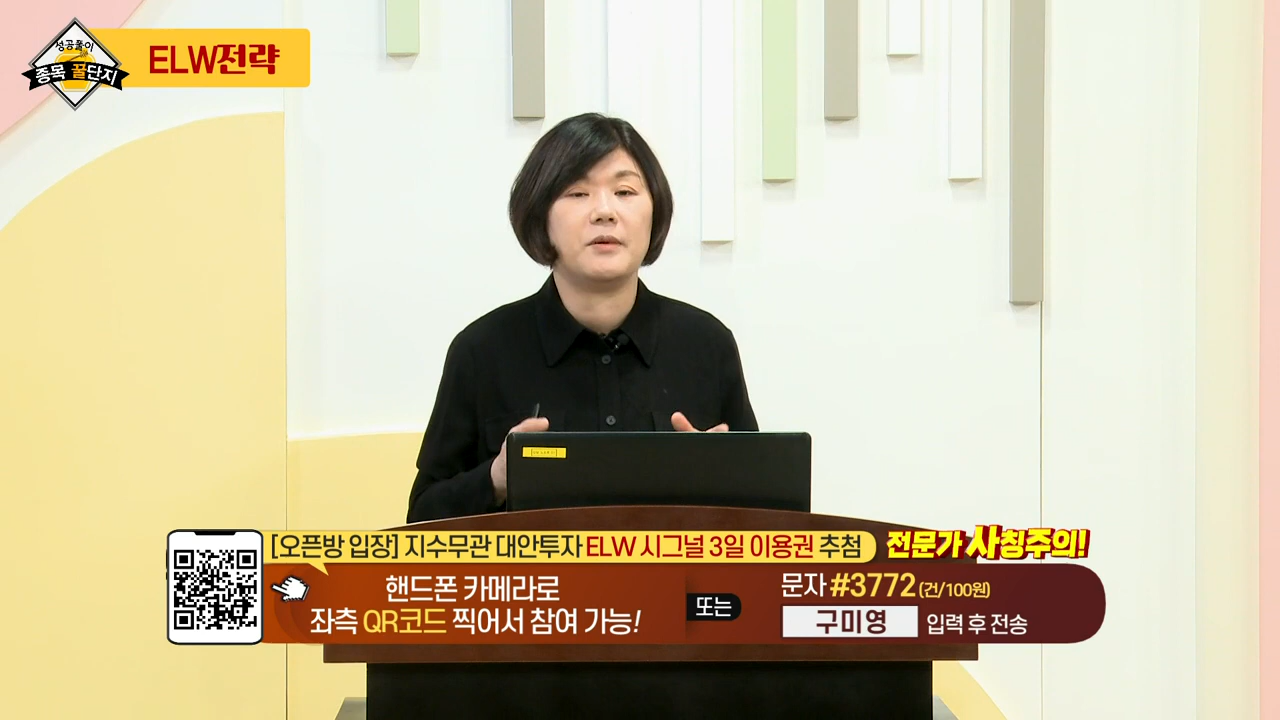 성공풀이
종목 꿀단지
ELW전략
[오픈방 입장] 지수무관 대안투자 ELW 시그널 3일 이용권 추첨
전문가 사칭주의!
핸드폰 카메라로
좌측 QR코드 찍어서 참여 가능!
또는
문자 #3772 (건/100원)
구미영 입력 후 전송